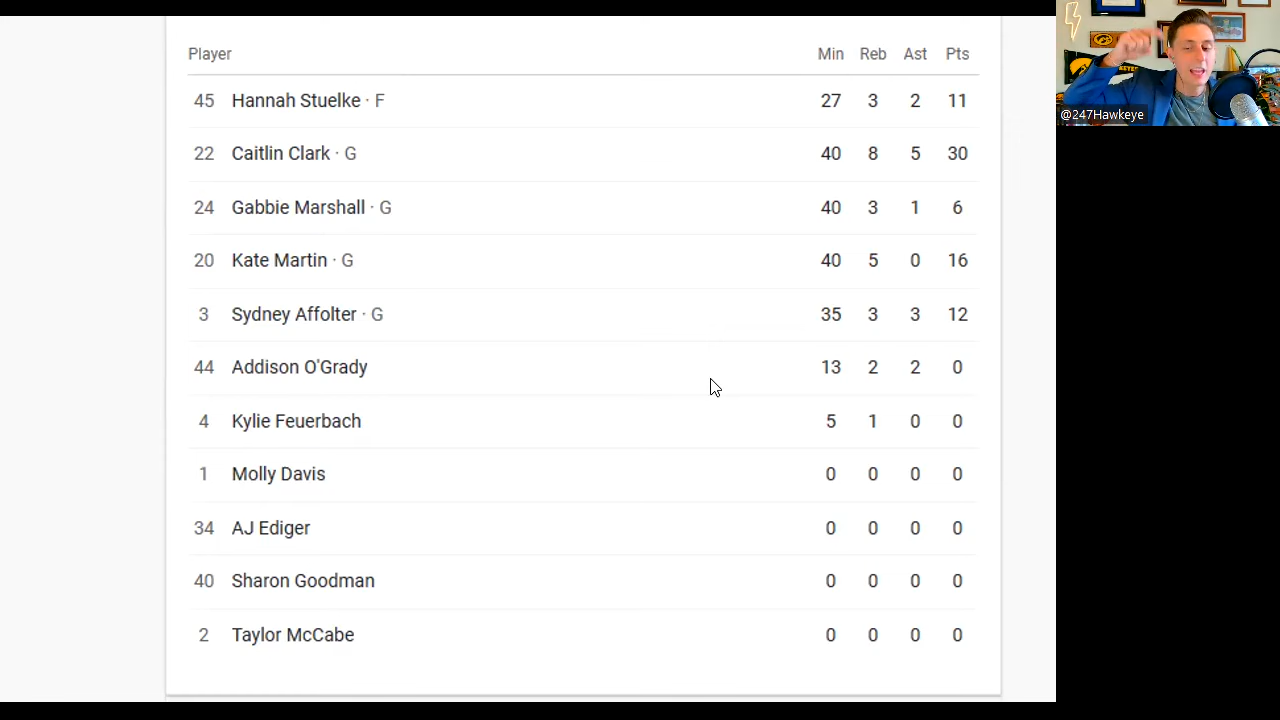 Player Min Reb Ast Pts
45 Hannah Stuelke · F 27 3 2 11
22 Caitlin Clark · G 40 8 5 30
24 Gabbie Marshall · G 40 3 1 6
20 Kate Martin · G 40 5 0 16
3 Sydney Affolter · G 35 3 3 12
44 Addison O'Grady 13 2 2 0
4 Kylie Feuerbach 5 1 0 0
1 Molly Davis 0 0 0 0
34 AJ Ediger 0 0 0 0
40 Sharon Goodman 0 0 0 0
2 Taylor McCabe 0 0 0 0
@247Hawkeye